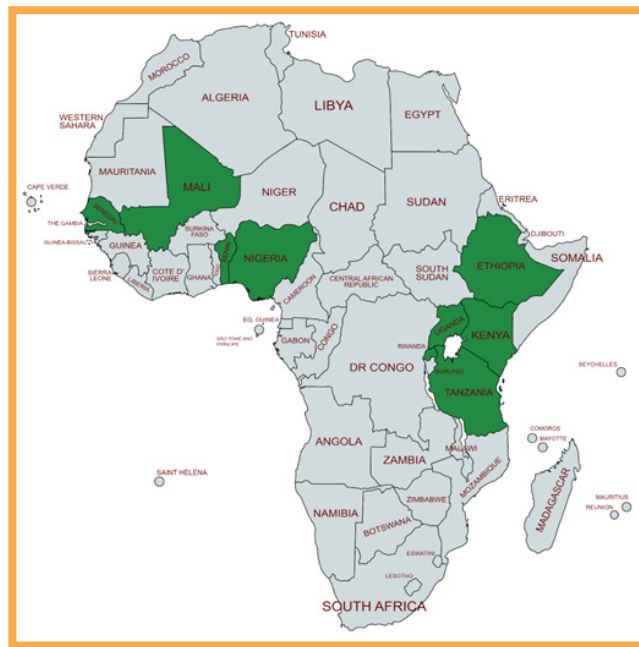 TUNISIA
MOROCCO
ALGERIA
LIBYA
EGYPT
WESTERN
SAHARA
MAURITANIA
MALI
NIGER
CHAD
SUDAN
ERITREA
CAPE VERDE
SENEGAL
THE GAMBIA
GUINEA-BISSAU
GUINEA
BURKINA
FASO
BENIN
TOGO
NIGERIA
DJIBOUTI
SOMALIA
ETHIOPIA
SIERRA
LEONE
LIBERIA
COTE D'
IVOIRE
GHANA
CAMEROON
CENTRAL AFRICAN
REPUBLIC
SOUTH
SUDAN
EQ. GUINEA
SÃO TOMÉ AND
PRÍNCIPE
GABON
CONGO
DR CONGO
UGANDA
KENYA
RWANDA
BURUNDI
TANZANIA
SEYCHELLES
COMOROS
MAYOTTE
ANGOLA
ZAMBIA
MALAWI
MOZAMBIQUE
SAINT HELENA
NAMIBIA
BOTSWANA
ZIMBABWE
MADAGASCAR
MAURITIUS
REUNION
ESWATINI
LESOTHO
SOUTH AFRICA